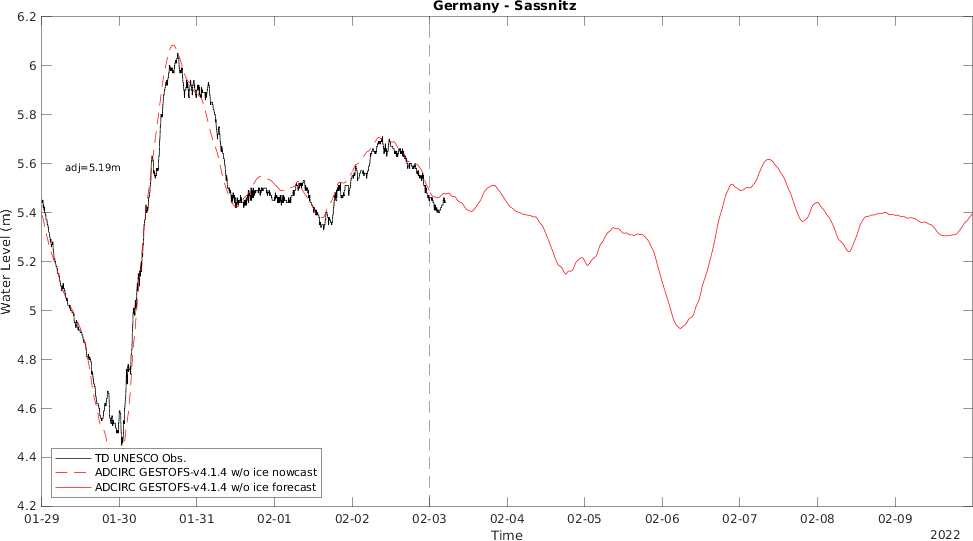 Germany - Sassnitz
6.2
6
5.8
5.6
5.4
5.2
5
4.8
4.6
4.4
4.2
Water Level (m)
adj=5.19m
TD UNESCO Obs.
ADCIRC GESTOFS-v4.1.4 w/o ice nowcast
ADCIRC GESTOFS-v4.1.4 w/o ice forecast
01-29 01-30 01-31 02-01 02-02 02-03 02-04 02-05 02-06 02-07 02-08 02-09
Time
2022